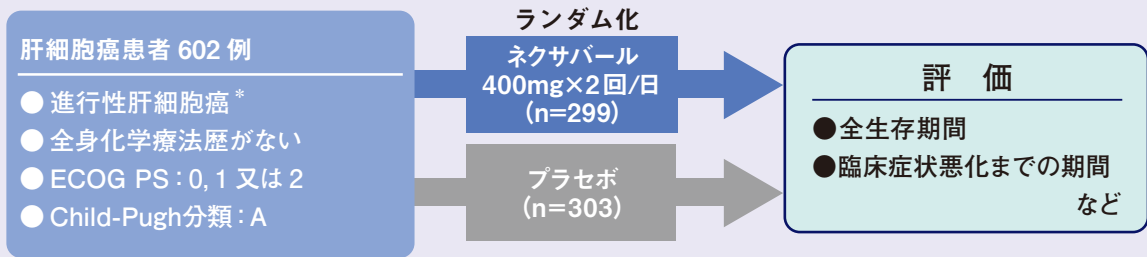 肝細胞癌患者 602 例
● 進行性肝細胞癌*
● 全身化学療法歴がない
● ECOG PS：0, 1 又は 2
● Child-Pugh分類：A
ランダム化
ネクサバール
400mg×2回/日
(n=299)
プラセボ
(n=303)
評 価
●全生存期間
●臨床症状悪化までの期間
など